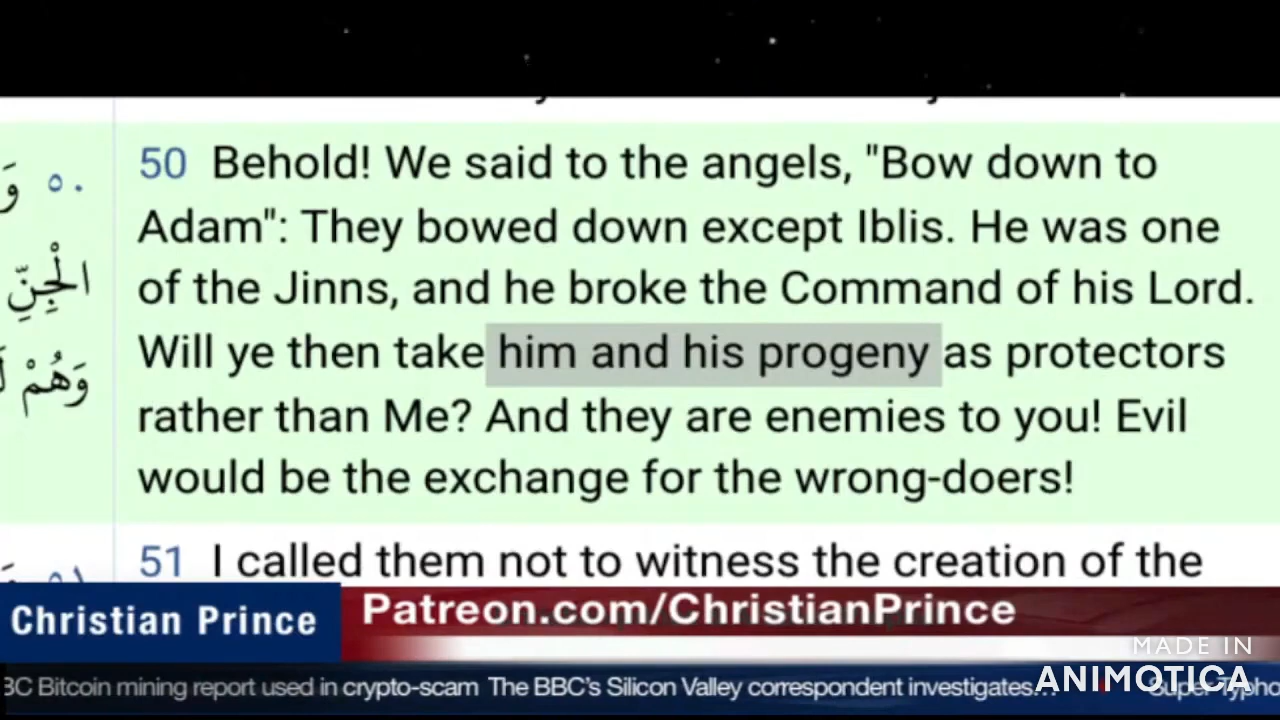 50 Behold! We said to the angels, "Bow down to
٥٠ وَ
Adam": They bowed down except Iblis. He was one
of the Jinns, and he broke the Command of his Lord.
الْجِنِّ
Will ye then take him and his progeny as protectors
وَهُمْ لَ
rather than Me? And they are enemies to you! Evil
would be the exchange for the wrong-doers!
51 I called them not to witness the creation of the
٥١
Christian Prince
Patreon.com/ChristianPrince
MADE IN
ANIMOTICA
BC Bitcoin mining report used in crypto-scam The BBC's Silicon Valley correspondent investigates... Super Typho